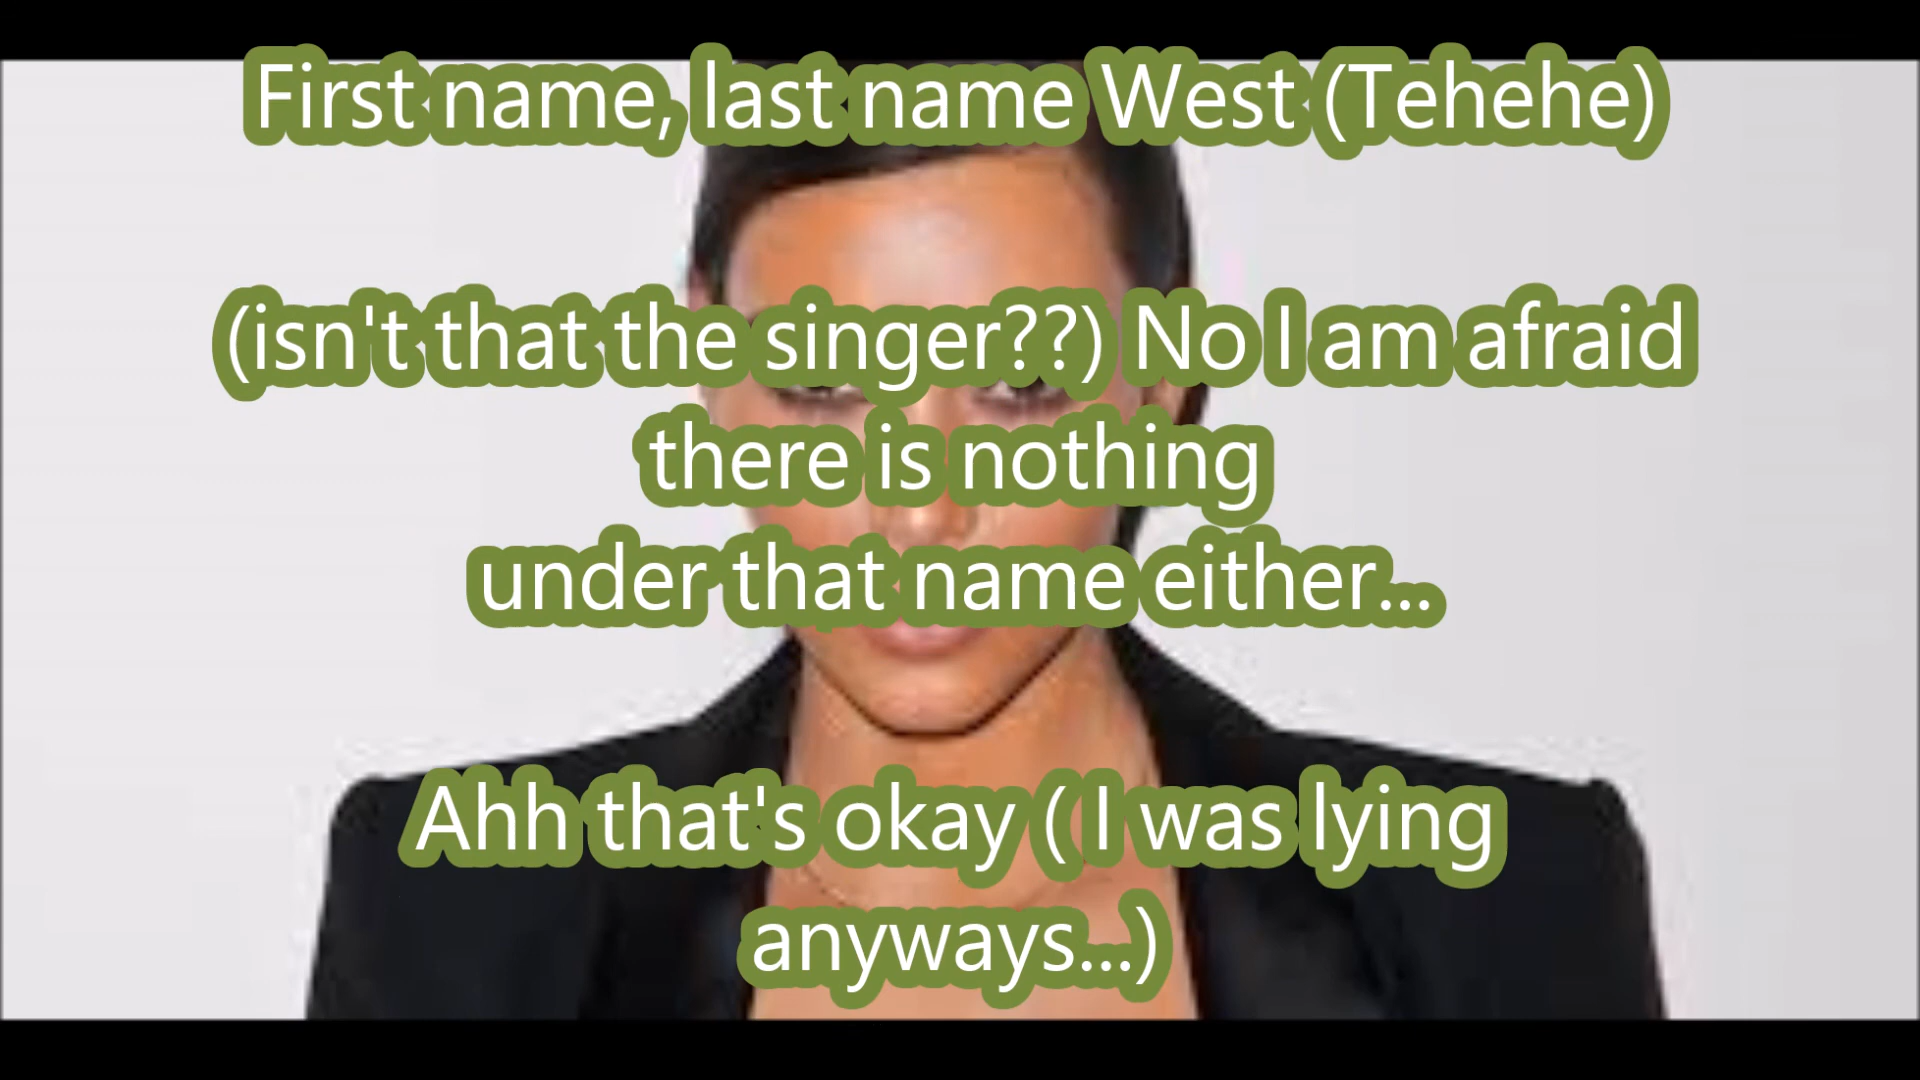 First name, last name West (Tehehe)
(isn't that the singer??) No I am afraid
there is nothing
under that name either...
Ahh that's okay ( I was lying
anyways...)